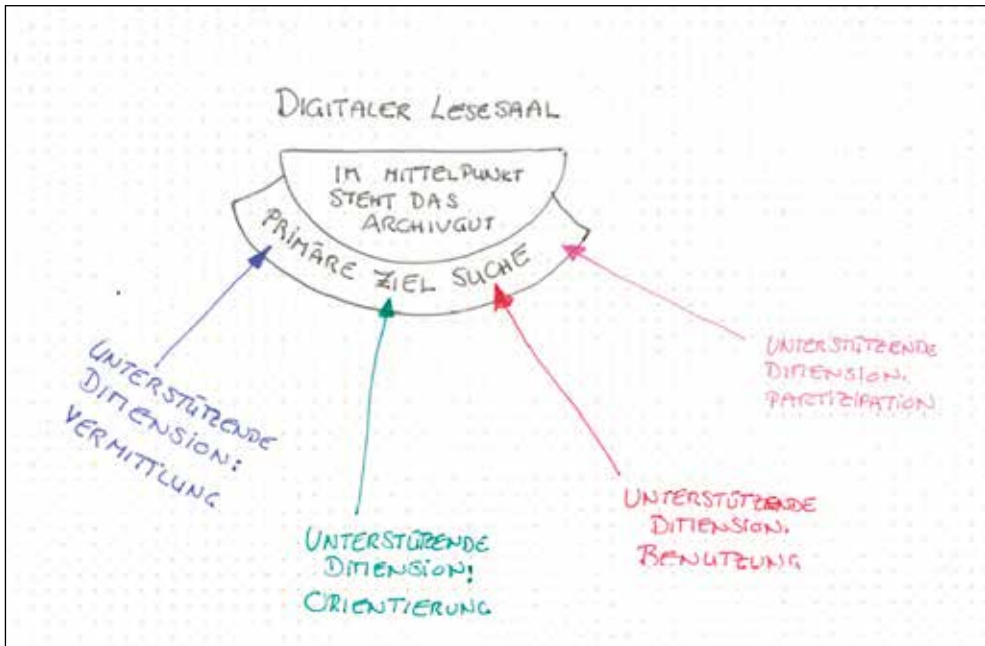 DIGITALER LESESAAL
IM MITTELPUNKT
STEHT DAS
ARCHIVGUT
PRIMÄRE ZIEL SUCHE
UNTERSTÜTZENDE
DIMENSION:
VERMITTLUNG
UNTERSTÜZENDE
DIMENSION:
ORIENTIERUNG
UNTERSTÜTZENDE
DIMENSION:
BENUTZUNG
UNTERSTÜTZENDE
DIMENSION:
PARTIZIPATION